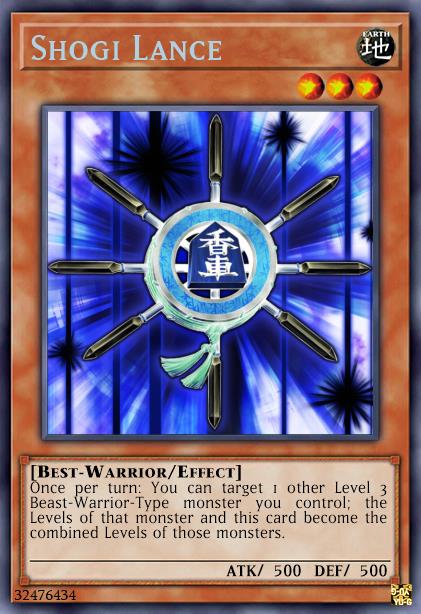 Shogi Lance
EARTH
地
香
車
[Best-Warrior/Effect]
Once per turn: You can target 1 other Level 3
Beast-Warrior-Type monster you control; the
Levels of that monster and this card become the
combined Levels of those monsters.
ATK/ 500 DEF/ 500
32476434